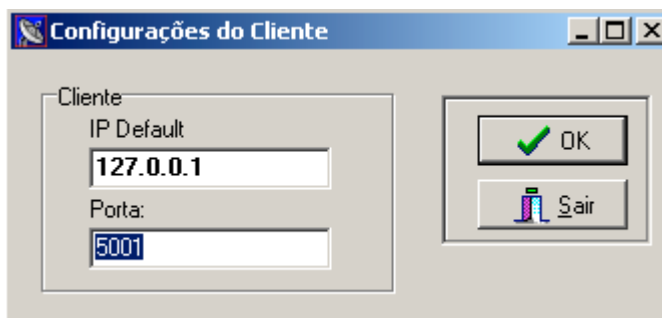 Configurações do Cliente
Cliente
IP Default
127.0.0.1
Porta:
5001
OK
Sair